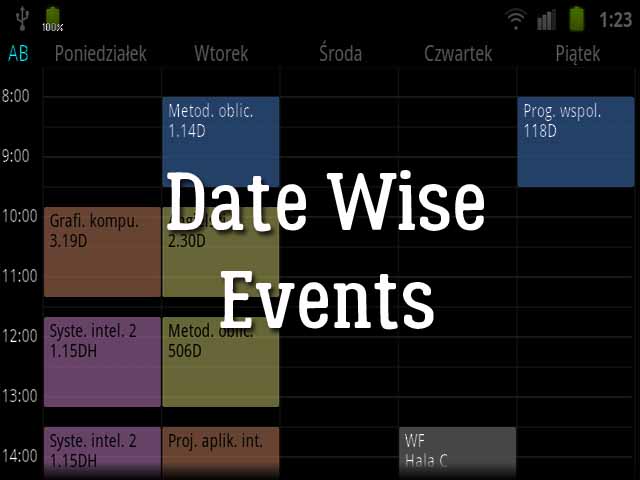 100%
1:23
AB Poniedziałek Wtorek Środa Czwartek Piątek
8:00
Metod. oblic.
1.14D
Prog. wspol.
118D
9:00
Date Wise
10:00
Grafi. kompu.
3.19D
2.30D
11:00
Events
12:00
Syste. intel. 2
1.15DH
Metod. oblic.
506D
13:00
14:00
Syste. intel. 2
1.15DH
Proj. aplik. int.
WF
Hala C